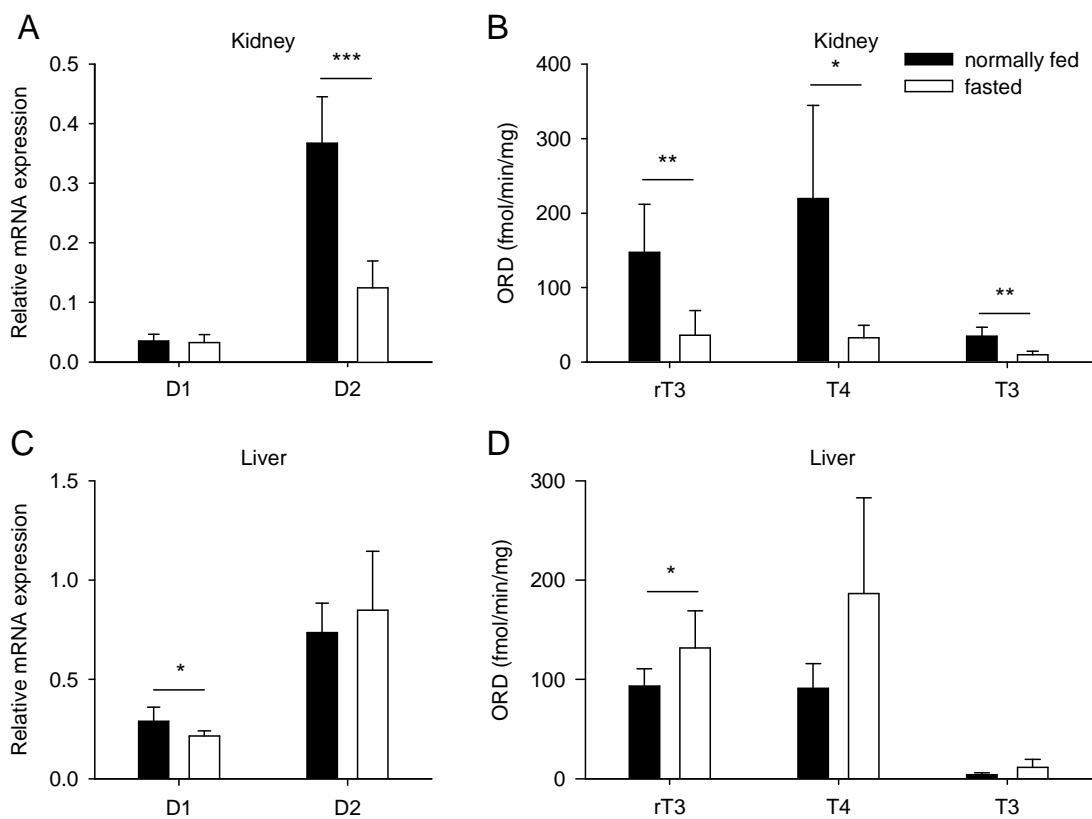 A
Kidney
Relative mRNA expression
0.5
0.4
0.3
0.2
0.1
0.0
***
D1 D2
B
Kidney
normally fed
fasted
ORD (fmol/min/mg)
400
300
200
100
0
**
*
**
rT3 T4 T3
C
Liver
Relative mRNA expression
1.5
1.0
0.5
0.0
*
D1 D2
D
Liver
ORD (fmol/min/mg)
300
200
100
0
*
rT3 T4 T3